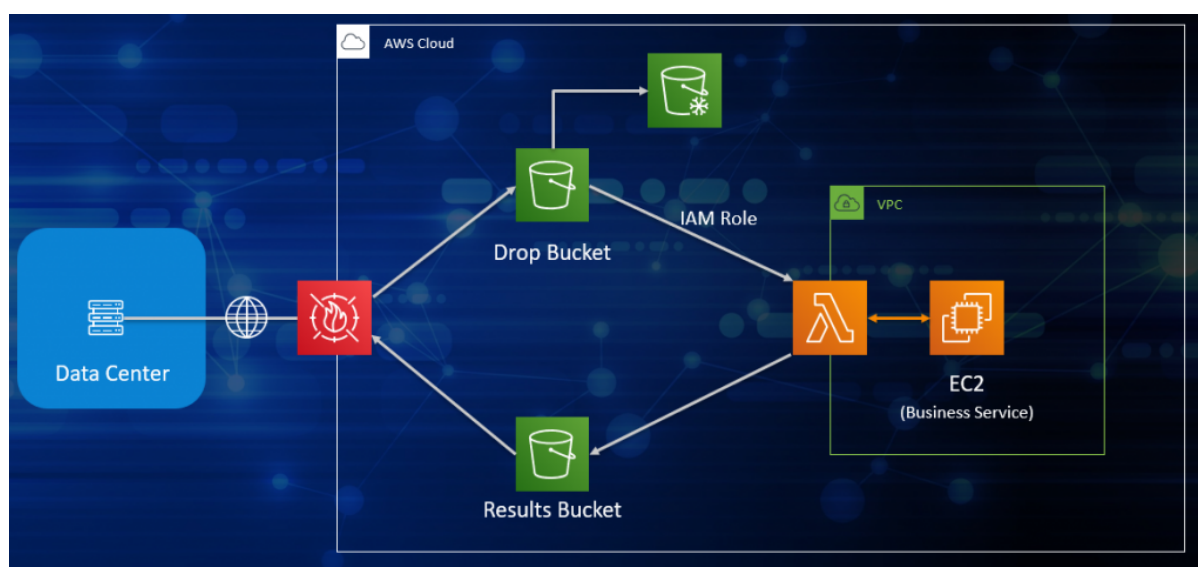 AWS Cloud
Drop Bucket
IAM Role
VPC
Data Center
EC2
(Business Service)
Results Bucket